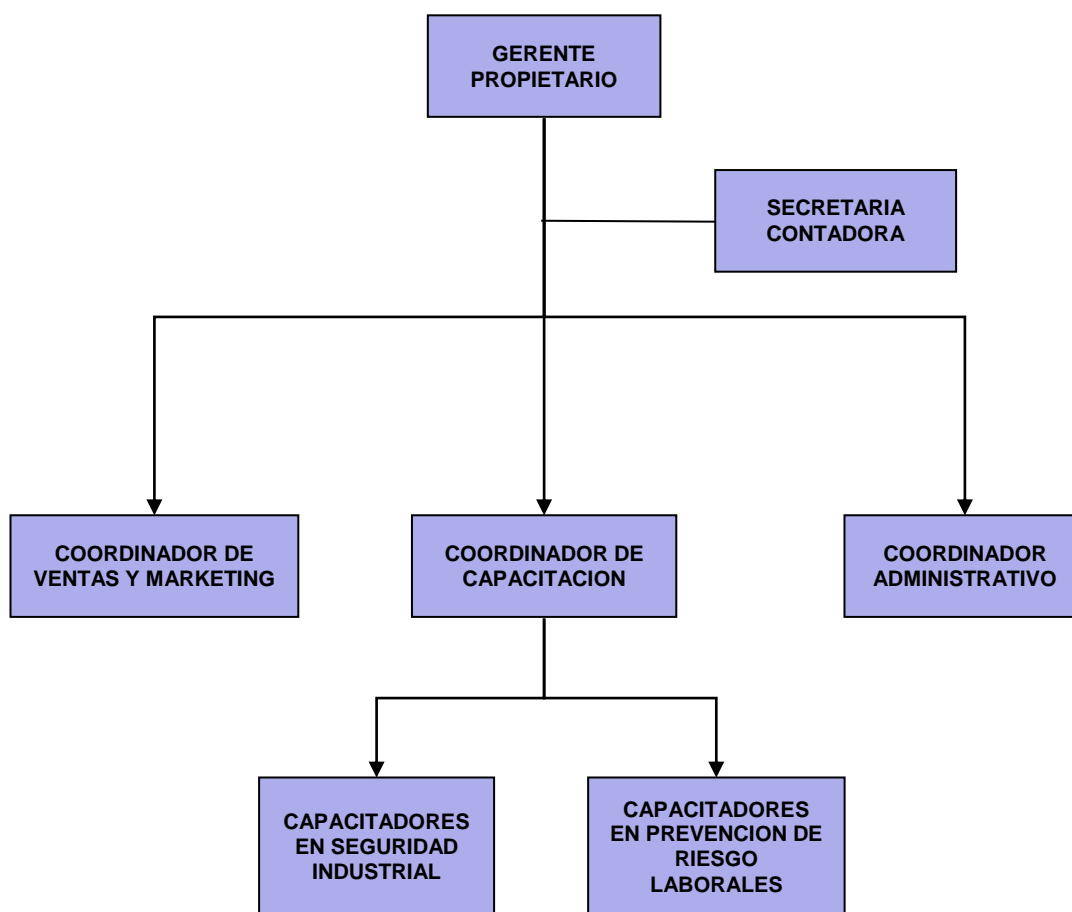 GERENTE
PROPIETARIO
SECRETARIA
CONTADORA
COORDINADOR DE
VENTAS Y MARKETING
COORDINADOR DE
CAPACITACION
COORDINADOR
ADMINISTRATIVO
CAPACITADORES
EN SEGURIDAD
INDUSTRIAL
CAPACITADORES
EN PREVENCION DE
RIESGO
LABORALES